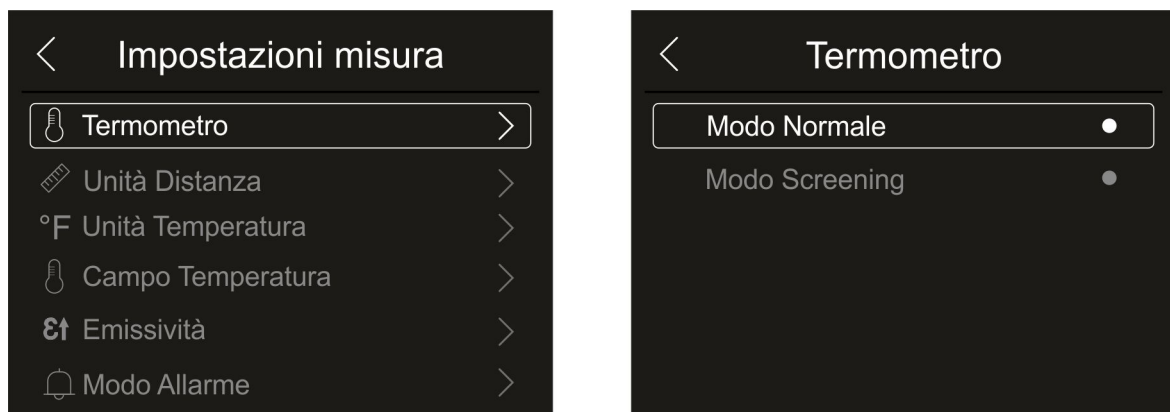 Impostazioni misura
Termometro
Unità Distanza
°F Unità Temperatura
Campo Temperatura
ε↑ Emissività
Modo Allarme
Termometro
Modo Normale
Modo Screening